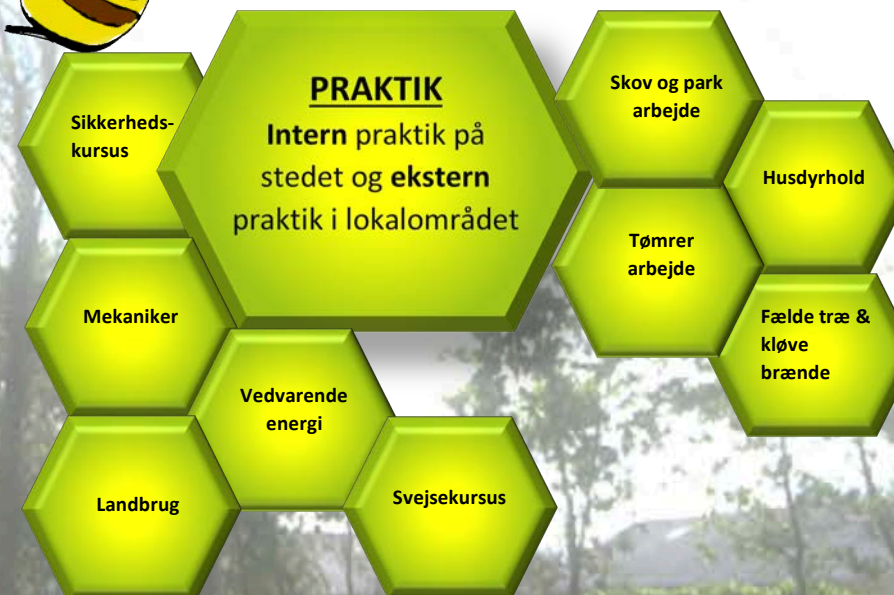 PRAKTIK
Intern praktik på
stedet og ekstern
praktik i lokalområdet
Sikkerheds-
kursus
Mekaniker
Landbrug
Vedvarende
energi
Svejsekursus
Skov og park
arbejde
Husdyrhold
Tømrer
arbejde
Fælde træ &
kløve
brænde